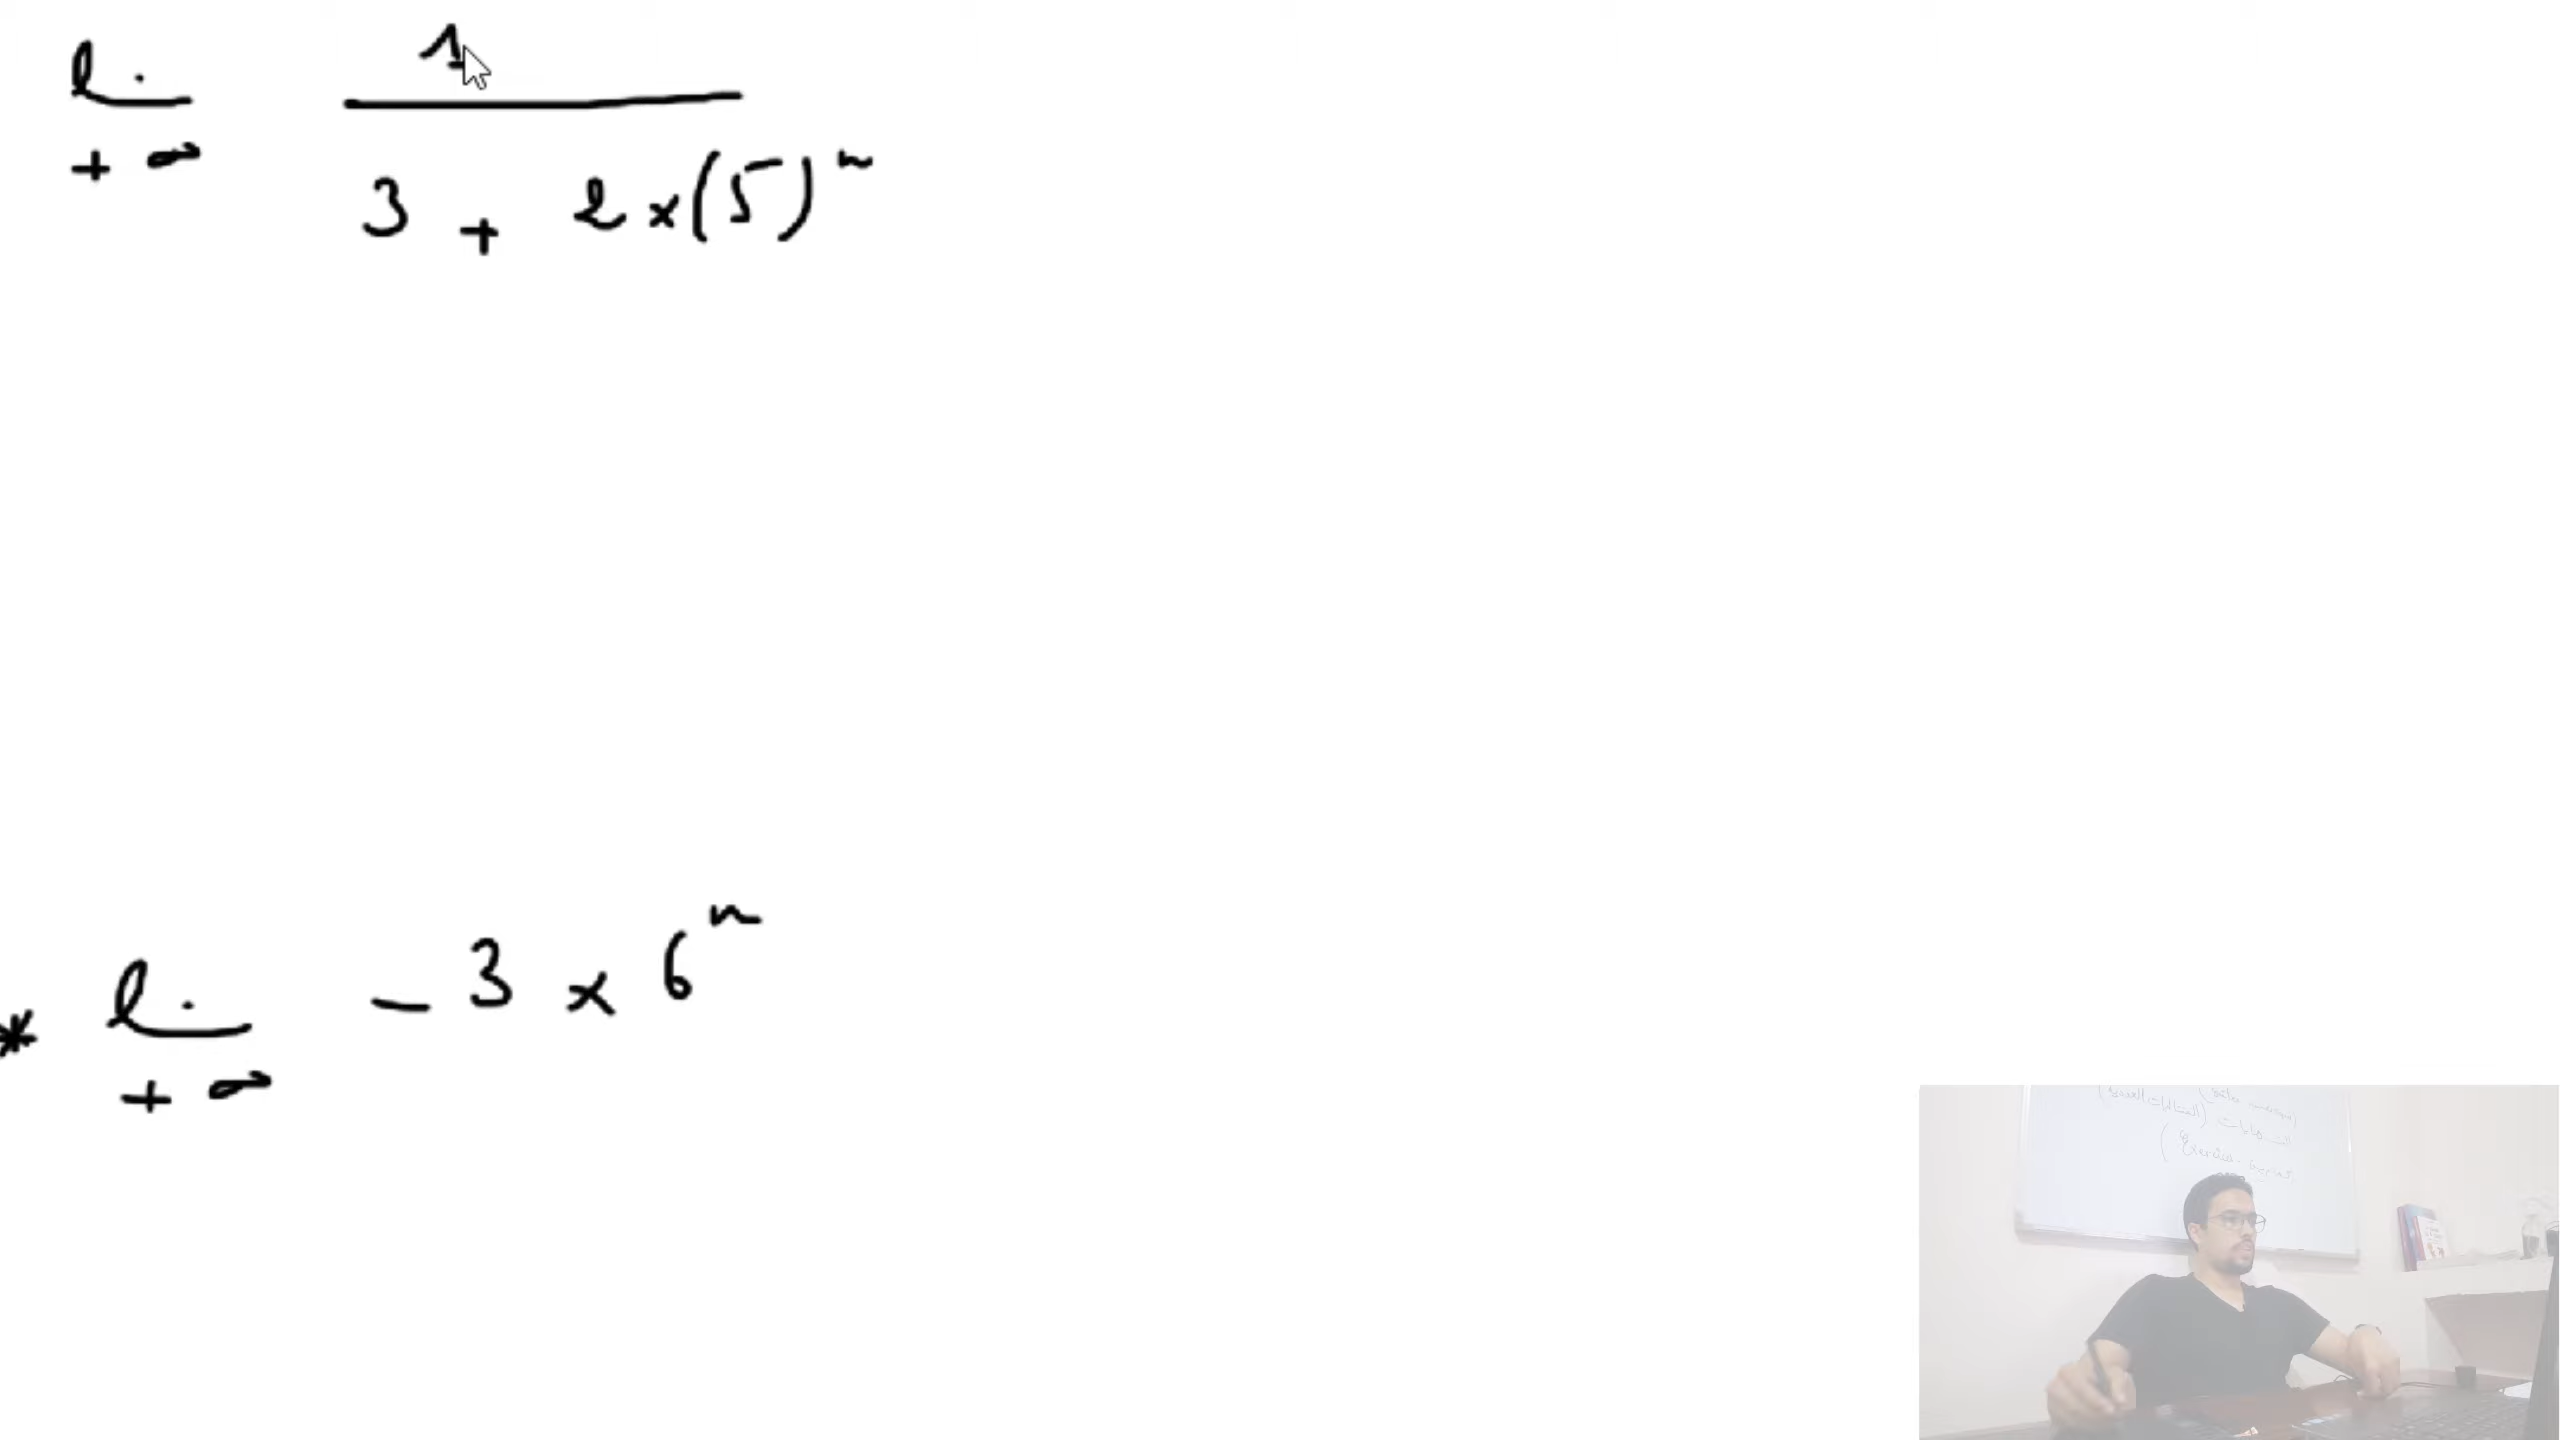 lim 1
+∞ 3 + 2×(5)^n
* lim - 3 × 6^n
+∞